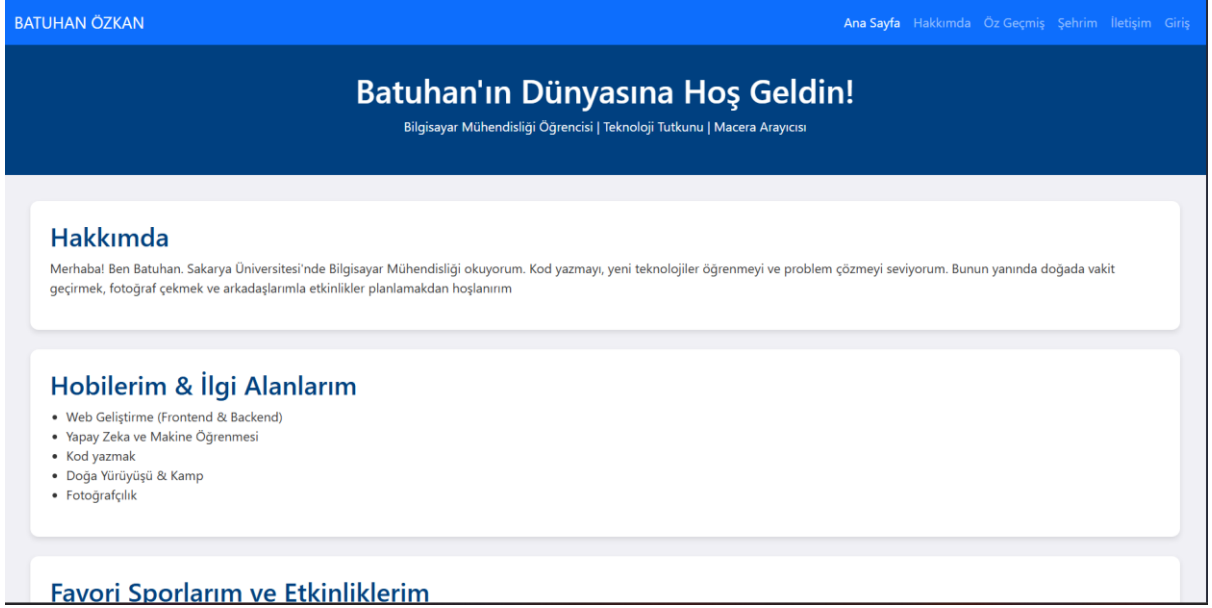 BATUHAN ÖZKAN
Ana Sayfa Hakkımda Öz Geçmiş Şehrim İletişim Giriş
Batuhan'ın Dünyasına Hoş Geldin!
Bilgisayar Mühendisliği Öğrencisi | Teknoloji Tutkunu | Macera Arayıcısı
Hakkımda
Merhaba! Ben Batuhan. Sakarya Üniversitesi'nde Bilgisayar Mühendisliği okuyorum. Kod yazmayı, yeni teknolojiler öğrenmeyi ve problem çözmeyi seviyorum. Bunun yanında doğada vakit
geçirmek, fotoğraf çekmek ve arkadaşlarımla etkinlikler planlamakdan hoşlanırım
Hobilerim & İlgi Alanlarım
• Web Geliştirme (Frontend & Backend)
• Yapay Zeka ve Makine Öğrenmesi
• Kod yazmak
• Doğa Yürüyüşü & Kamp
• Fotoğrafçılık
Favori Sporlarım ve Etkinliklerim